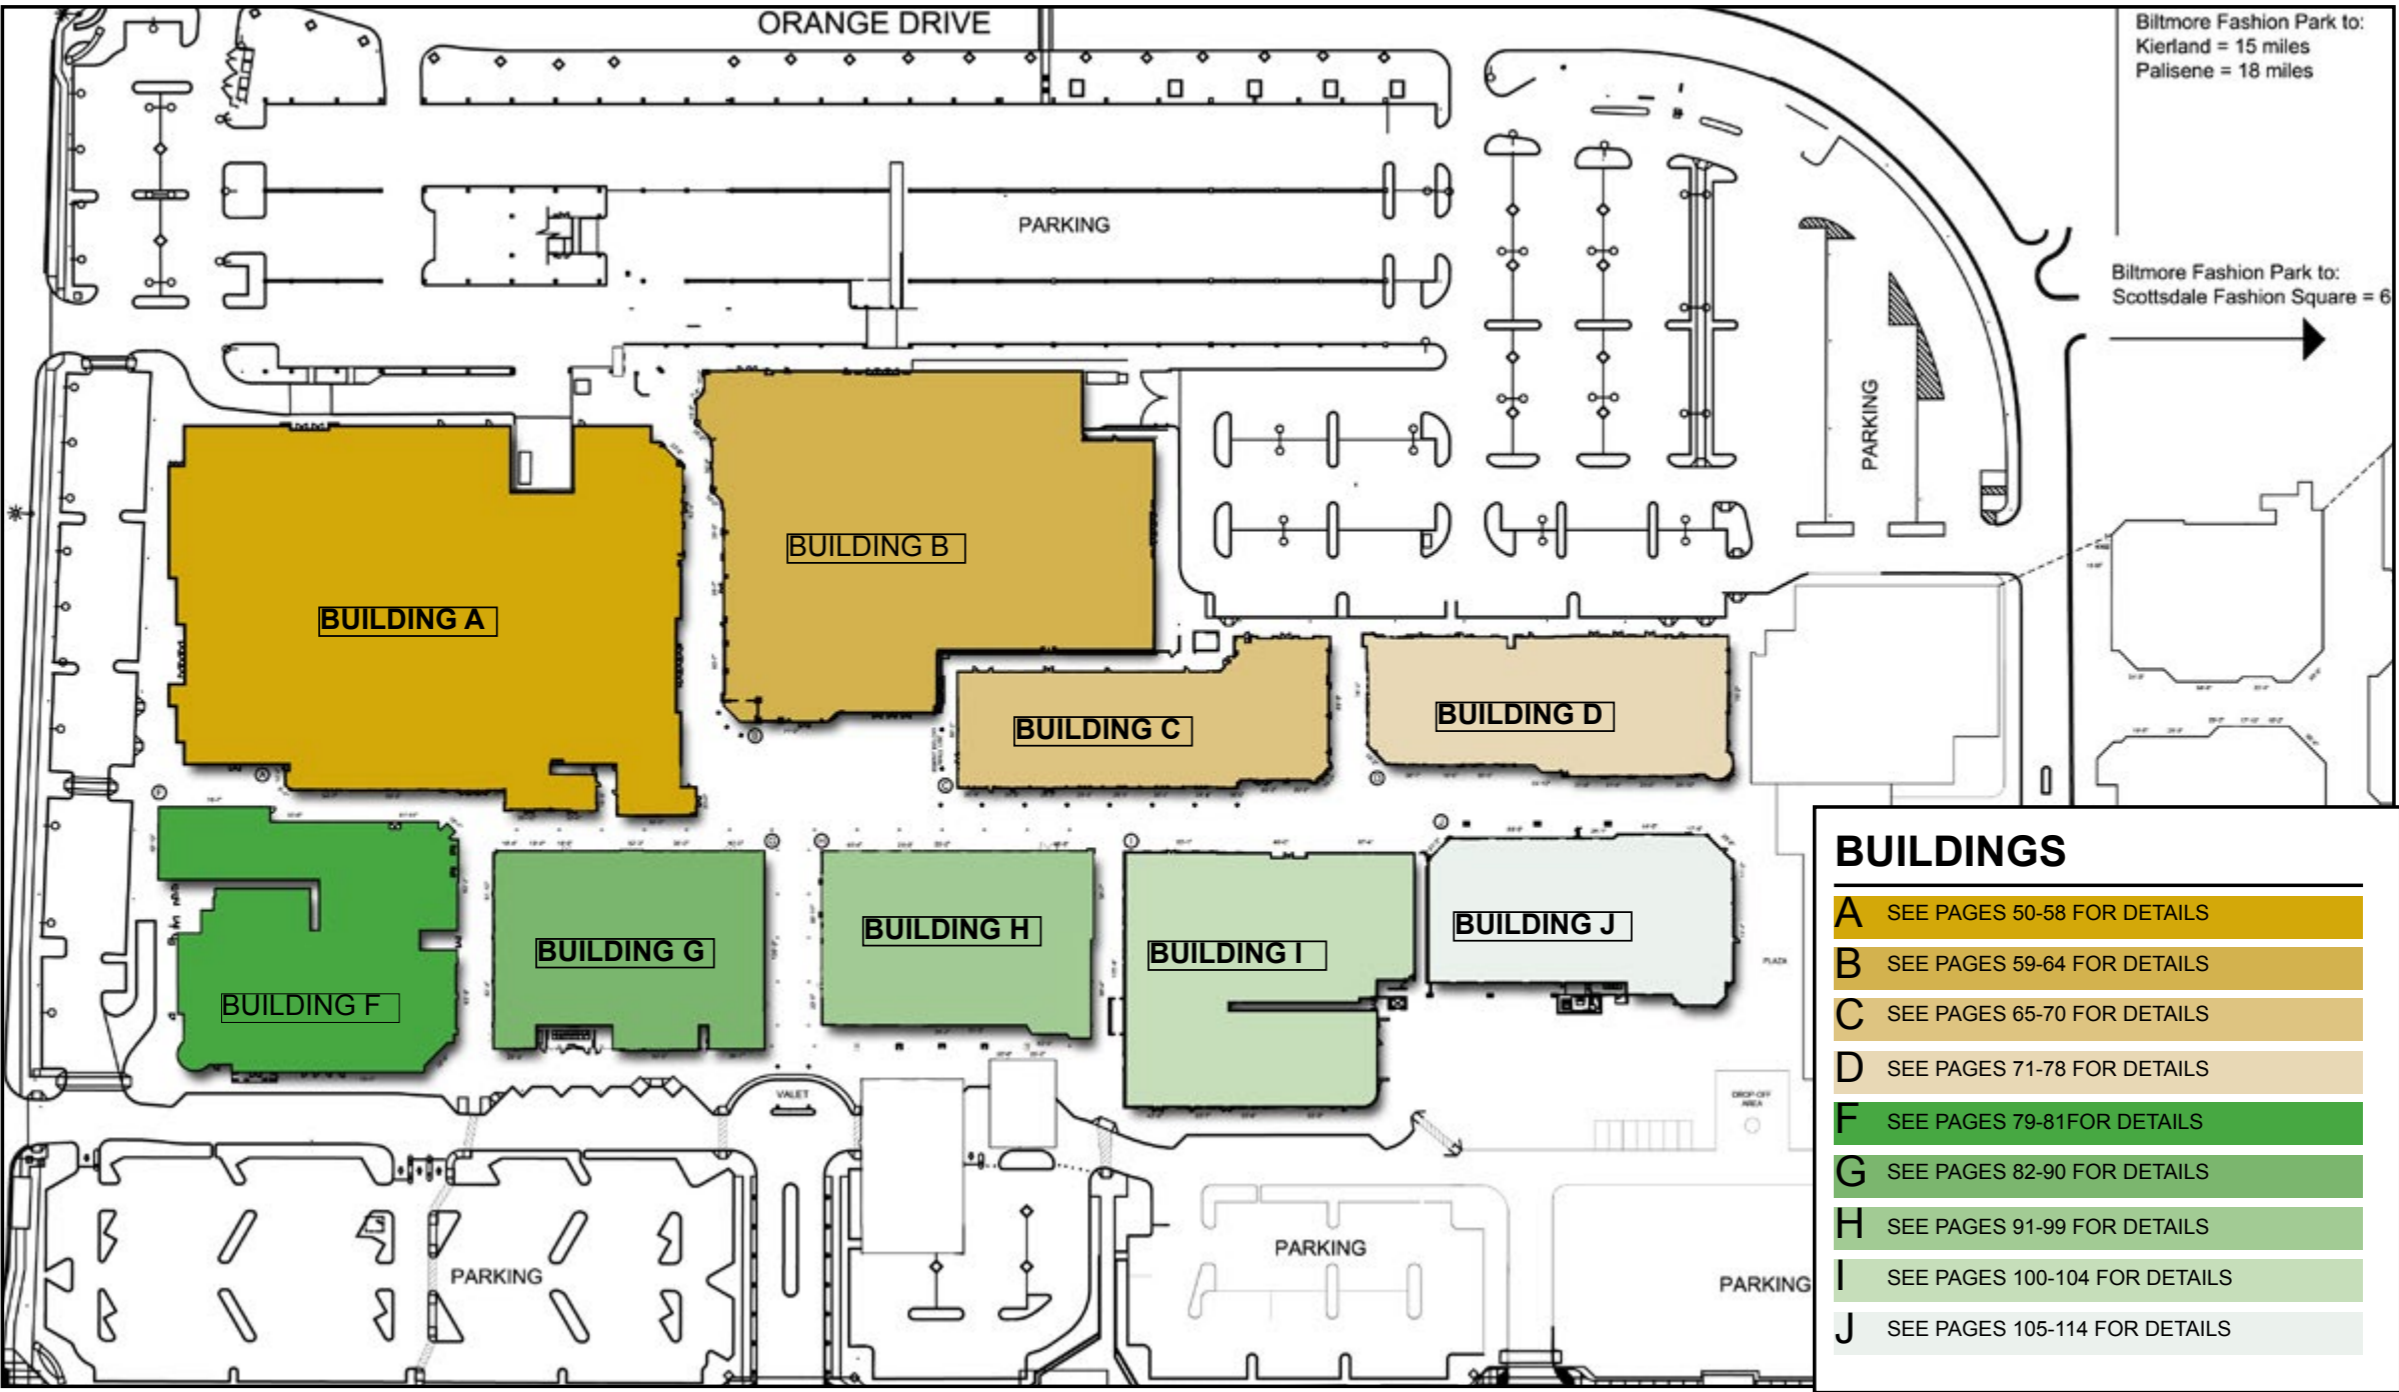 ORANGE DRIVE
Biltmore Fashion Park to:
Kierland = 15 miles
Palisene = 18 miles
PARKING
Biltmore Fashion Park to:
Scottsdale Fashion Square = 6
PARKING
BUILDING B
BUILDING A
BUILDING C
BUILDING D
A
B
C
D
F
G
H
I
J
BUILDING F
BUILDING G
BUILDING H
BUILDING I
BUILDING J
PLAZA
VALET
DROP-OFF
AREA
PARKING
PARKING
PARKING
BUILDINGS
A SEE PAGES 50-58 FOR DETAILS
B SEE PAGES 59-64 FOR DETAILS
C SEE PAGES 65-70 FOR DETAILS
D SEE PAGES 71-78 FOR DETAILS
F SEE PAGES 79-81FOR DETAILS
G SEE PAGES 82-90 FOR DETAILS
H SEE PAGES 91-99 FOR DETAILS
I SEE PAGES 100-104 FOR DETAILS
J SEE PAGES 105-114 FOR DETAILS